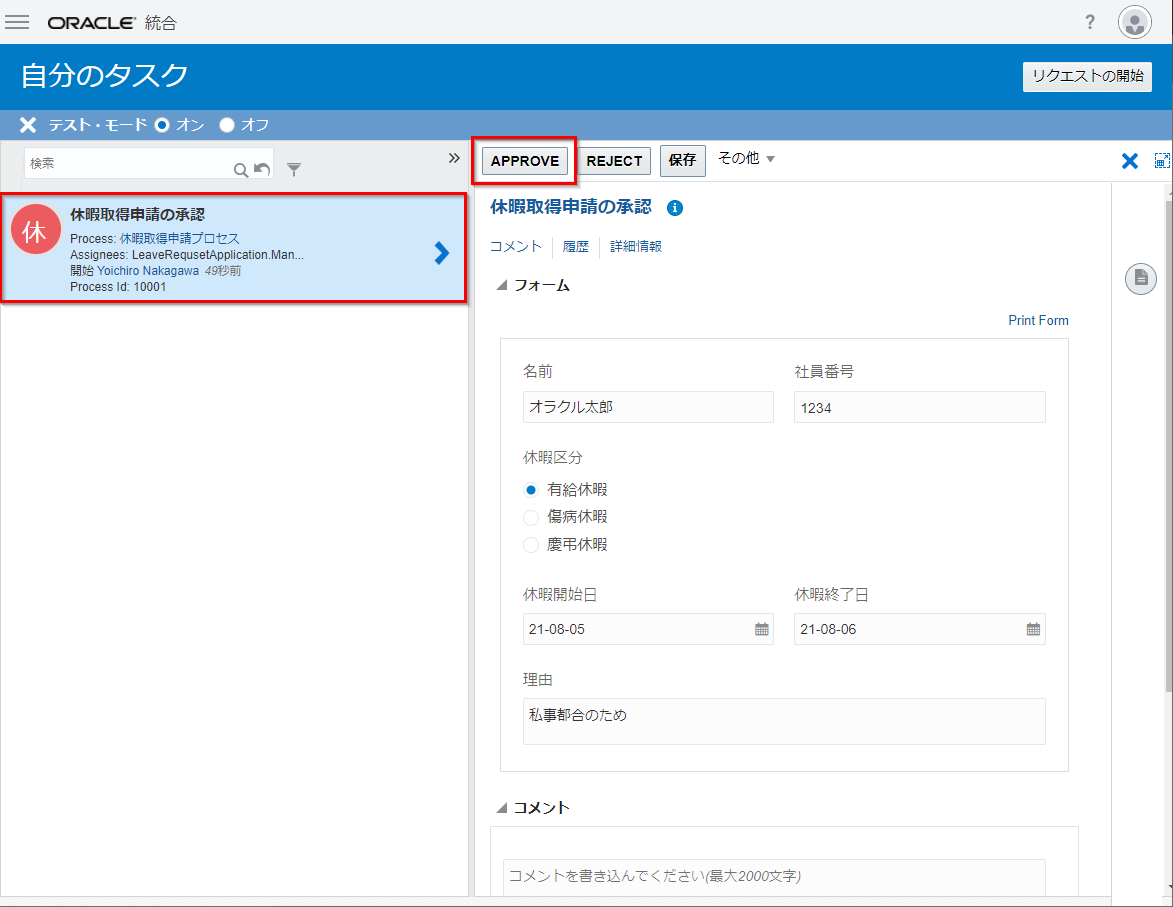 ORACLE 統合
?
自分のタスク
リクエストの開始
テスト・モード オン オフ
検索
休
休暇取得申請の承認
Process: 休暇取得申請プロセス
Assignees: LeaveRequsetApplication.Man...
開始 Yoichiro Nakagawa 49秒前
Process Id: 10001
APPROVE REJECT 保存 その他
休暇取得申請の承認
コメント 履歴 詳細情報
フォーム
Print Form
名前 社員番号
オラクル太郎 1234
休暇区分
有給休暇
傷病休暇
慶弔休暇
休暇開始日 休暇終了日
21-08-05 21-08-06
理由
私事都合のため
コメント
コメントを書き込んでください(最大2000文字)